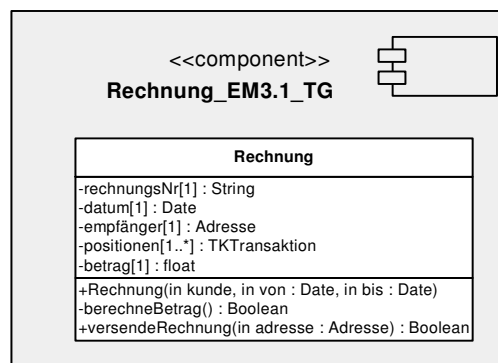 <<component>>
Rechnung_EM3.1_TG
Rechnung
-rechnungsNr[1] : String
-datum[1] : Date
-empfänger[1] : Adresse
-positionen[1..*] : TKTransaktion
-betrag[1] : float
+Rechnung(in kunde, in von : Date, in bis : Date)
-berechneBetrag() : Boolean
+versendeRechnung(in adresse : Adresse) : Boolean